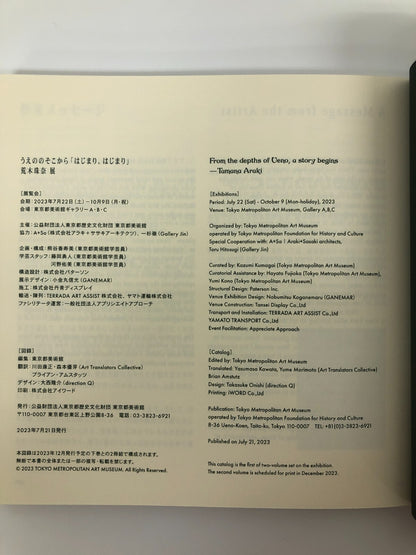 うえののそこから「はじまり、はじまり」
荒木珠奈 展
[展覧会]
会期:2023年7月22日(土)-10月9日(月・祝)
会場:東京都美術館ギャラリーA・B・C
主催:公益財団法人東京都歴史文化財団 東京都美術館
協力:A+Sa(株式会社アラキ+ササキアーキテクツ)、一杉徹(Gallery Jin)
企画・構成:熊谷香寿美(東京都美術館学芸員)
学芸スタッフ:藤岡勇人(東京都美術館学芸員)
河野佑美(東京都美術館学芸員)
構造設計:株式会社パターソン
展示デザイン:小金丸信光(GANEMAR)
施工:株式会社丹青ディスプレイ
輸送・陳列:TERRADA ART ASSIST株式会社、ヤマト運輸株式会社
ファシリテータ運営:一般社団法人アプリシエイトアプローチ
[図録]
編集:東京都美術館
翻訳:川田康正・森本優芽(Art Translators Collective)
ブライアン・アムスタッツ
デザイン:大西隆介(direction Q)
印刷:株式会社アイワード
発行:公益財団法人東京都歴史文化財団 東京都美術館
〒110-0007 東京都台東区上野公園8-36 電話 03-3823-6921
2023年7月21日発行
本図録は2023年12月発行予定の下巻との2分冊で構成されます。
無断で本書の全体または一部の複写・転載を禁じます。
© 2023 TOKYO METROPOLITAN ART MUSEUM. All Rights Reserved.
From the depths of Ueno, a story begins
—Tamana Araki
[Exhibitions]
Period: July 22 (Sat) - October 9 (Mon-holiday), 2023
Venue: Tokyo Metropolitan Art Museum, Gallery A,B,C
Organized by: Tokyo Metropolitan Art Museum
operated by Tokyo Metropolitan Foundation for History and Culture
Special Cooperation with: A+Sa | Araki+Sasaki architects,
Toru Hitosugi (Gallery Jin)
Curated by: Kazumi Kumagai (Tokyo Metropolitan Art Museum)
Curatorial Assistance by: Hayato Fujioka (Tokyo Metropolitan Art Museum),
Yumi Kono (Tokyo Metropolitan Art Museum)
Structural Design: Paterson Inc.
Venue Exhibition Design: Nobumitsu Koganemaru (GANEMAR)
Venue Construction: Tansei Display Co., Ltd
Transport and Installation: TERRADA ART ASSIST Co., Ltd
YAMATO TRANSPORT Co., Ltd
Event Facilitation: Appreciate Approach
[Catalog]
Edited by: Tokyo Metropolitan Art Museum
Translated: Yasumasa Kawata, Yume Morimoto (Art Translators Collective)
Brian Amstutz
Design: Takasuke Onishi (direction Q)
Printing: iWORD Co., Ltd
Publication: Tokyo Metropolitan Art Museum
operated by Tokyo Metropolitan Foundation for History and Culture
8-36 Ueno-Koen, Taito-ku, Tokyo 110-0007 TEL: +81(0)3-3823-6921
Published on July 21, 2023
This catalog is the first of two-volume set on the exhibition.
The second volume is scheduled for print in December 2023.